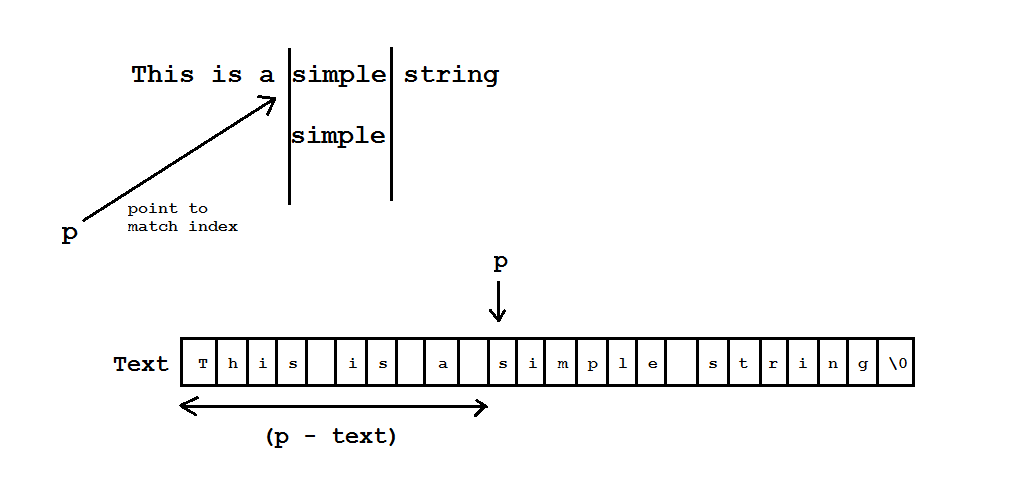 This is a simple string
simple
point to
match index
p
p
Text T h i s i s a s i m p l e s t r i n g \0
(p - text)